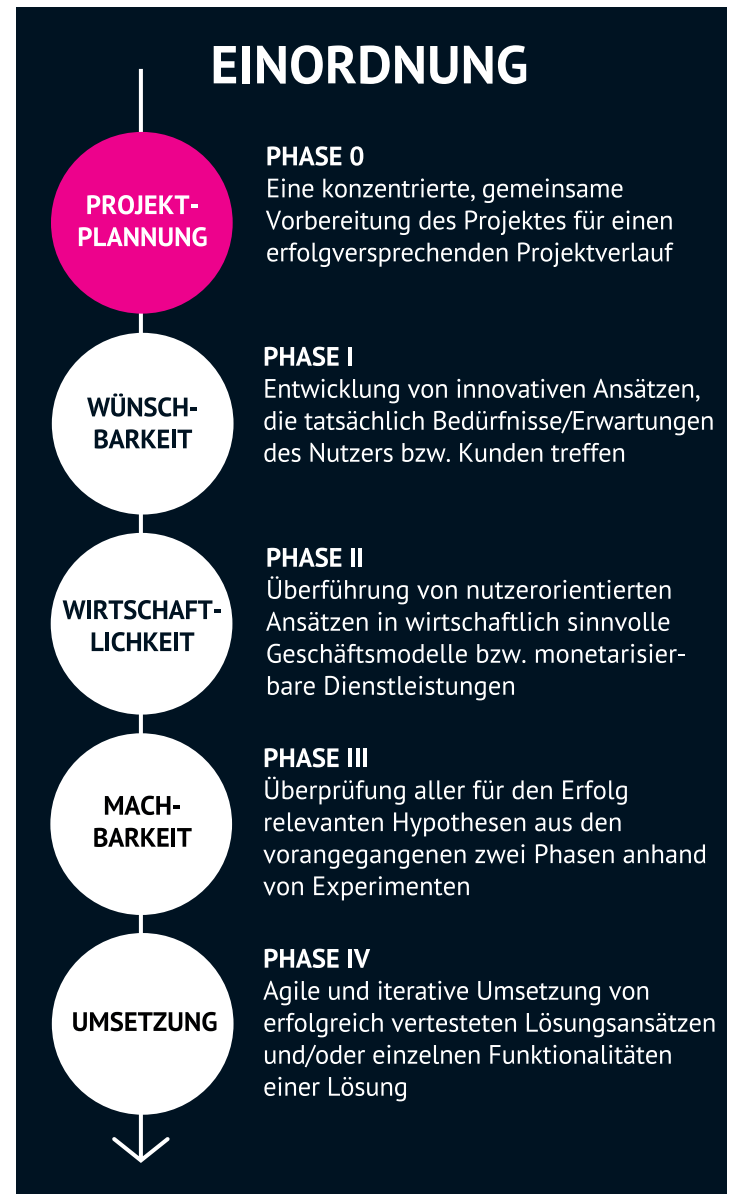 EINORDNUNG
PROJEKT-
PLANNUNG
PHASE 0
Eine konzentrierte, gemeinsame
Vorbereitung des Projektes für einen
erfolgversprechenden Projektverlauf
WÜNSCH-
BARKEIT
PHASE I
Entwicklung von innovativen Ansätzen,
die tatsächlich Bedürfnisse/Erwartungen
des Nutzers bzw. Kunden treffen
WIRTSCHAFT-
LICHKEIT
PHASE II
Überführung von nutzerorientierten
Ansätzen in wirtschaftlich sinnvolle
Geschäftsmodelle bzw. monetarisier-
bare Dienstleistungen
MACH-
BARKEIT
PHASE III
Überprüfung aller für den Erfolg
relevanten Hypothesen aus den
vorangegangenen zwei Phasen anhand
von Experimenten
UMSETZUNG
PHASE IV
Agile und iterative Umsetzung von
erfolgreich vertesteten Lösungsansätzen
und/oder einzelnen Funktionalitäten
einer Lösung